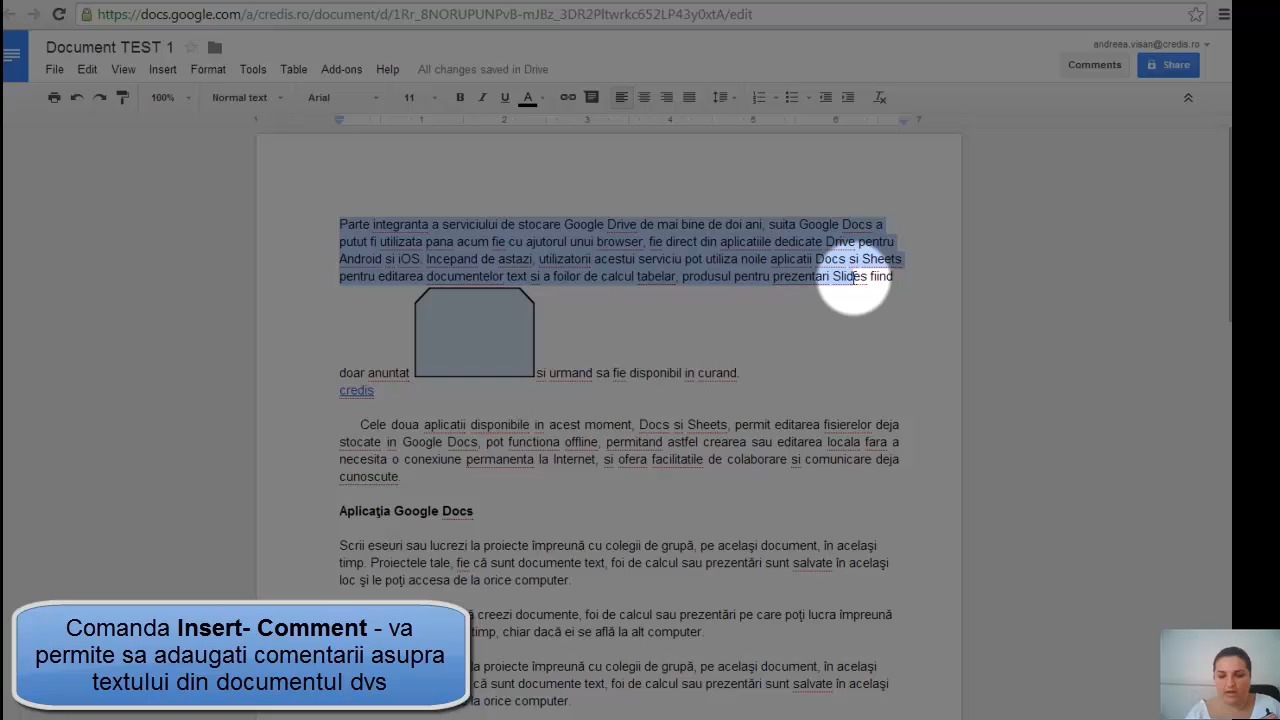 https://docs.google.com/a/credis.ro/document/d/1Rr_8NORUPUNPvB-mJBz_3DR2Pltwrkc652LP43y0xtA/edit
Document TEST 1
andreea.visan@credis.ro
File Edit View Insert Format Tools Table Add-ons Help All changes saved in Drive
Comments Share
100% Normal text Arial 11 B I U A
1 1 2 3 4 5 6 7
Parte integranta a serviciului de stocare Google Drive de mai bine de doi ani, suita Google Docs a
putut fi utilizata pana acum fie cu ajutorul unui browser, fie direct din aplicatiile dedicate Drive pentru
Android si iOS. Incepand de astazi, utilizatorii acestui serviciu pot utiliza noile aplicatii Docs si Sheets
pentru editarea documentelor text si a foilor de calcul tabelar, produsul pentru prezentari Slides fiind
doar anuntat si urmand sa fie disponibil in curand.
credis
Cele doua aplicatii disponibile in acest moment, Docs si Sheets, permit editarea fisierelor deja
stocate in Google Docs, pot functiona offline, permitand astfel crearea sau editarea locala fara a
necesita o conexiune permanenta la Internet, si ofera facilitatile de colaborare si comunicare deja
cunoscute.
Aplicaţia Google Docs
Scrii eseuri sau lucrezi la proiecte împreună cu colegii de grupă, pe acelaşi document, în acelaşi
timp. Proiectele tale, fie că sunt documente text, foi de calcul sau prezentări sunt salvate în acelaşi
loc şi le poţi accesa de la orice computer.
creezi documente, foi de calcul sau prezentări pe care poţi lucra împreună
timp, chiar dacă ei se află la alt computer.
la proiecte împreună cu colegii de grupă, pe acelaşi document, în acelaşi
că sunt documente text, foi de calcul sau prezentări sunt salvate în acelaşi
la orice computer.
Comanda Insert- Comment - va
permite sa adaugati comentarii asupra
textului din documentul dvs